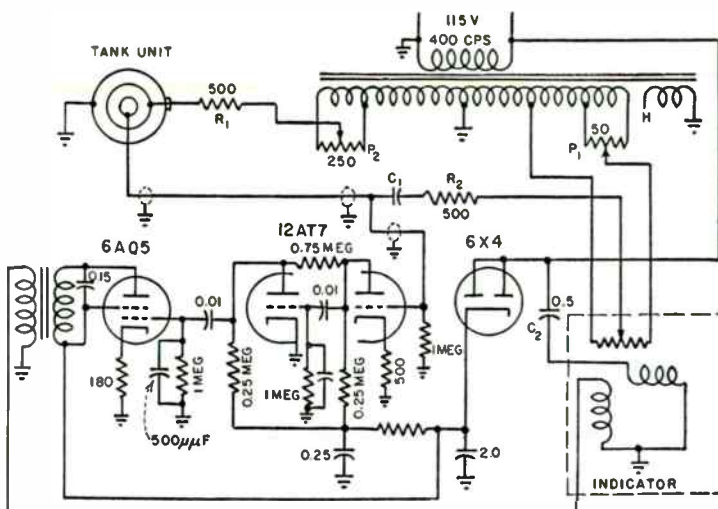 115 V
400 CPS
TANK UNIT
500
R1
250
P2
H
50
P1
C1
R2
500
6AQ5
12AT7
6X4
0.75 MEG
0.15
0.01
0.01
0.5
C2
180
1 MEG
0.25 MEG
1 MEG
0.25 MEG
500
1 MEG
500μμF
0.25
2.0
INDICATOR